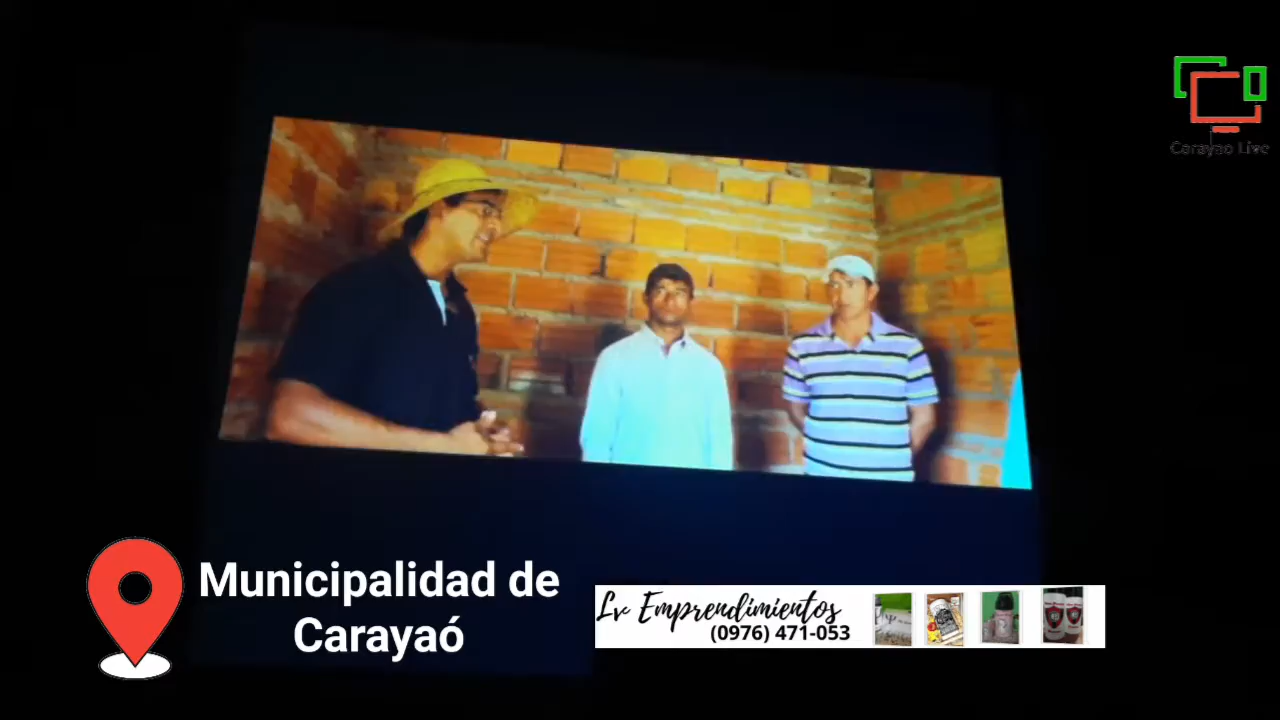 Carayao Live
Municipalidad de
Carayaó
Lv Emprendimientos
(0976) 471-053